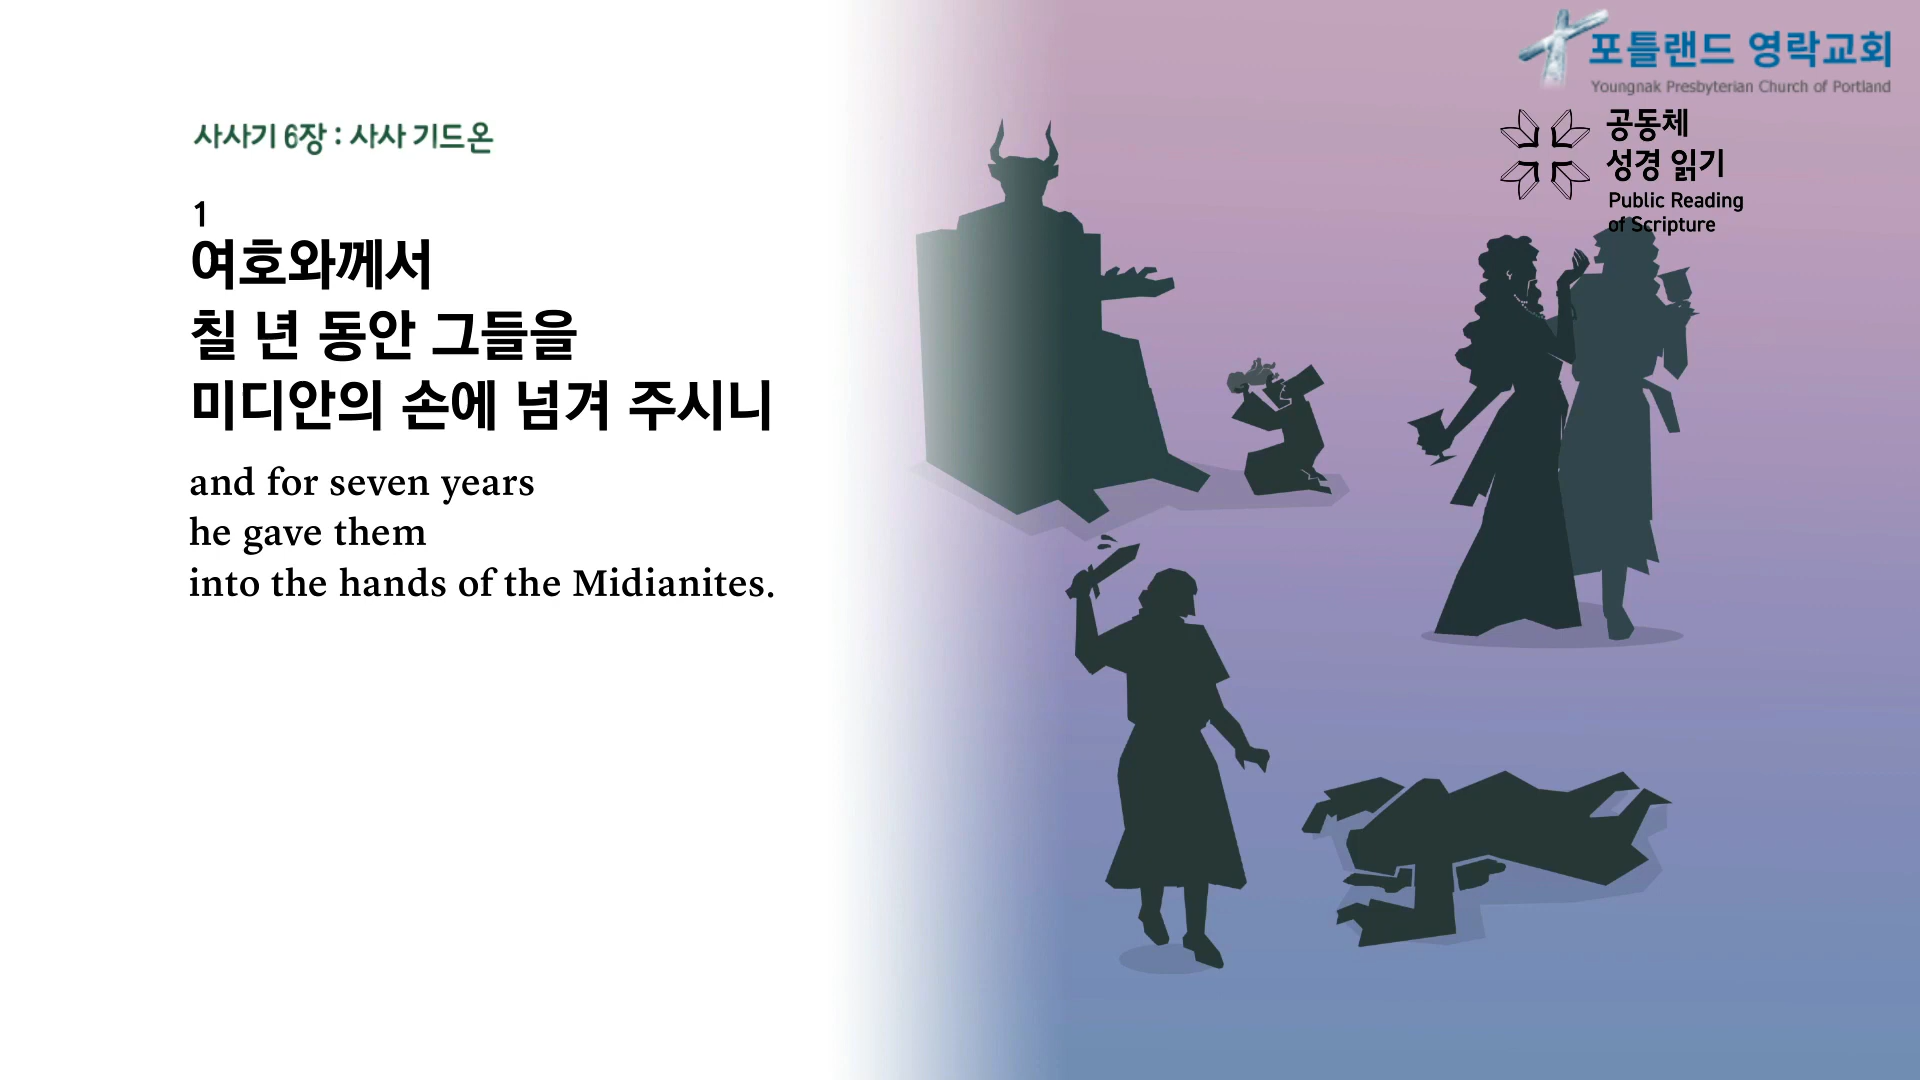 포틀랜드 영락교회
Youngnak Presbyterian Church of Portland
공동체
성경 읽기
Public Reading
of Scripture
사사기 6장 : 사사 기드온
1
여호와께서
칠 년 동안 그들을
미디안의 손에 넘겨 주시니
and for seven years
he gave them
into the hands of the Midianites.